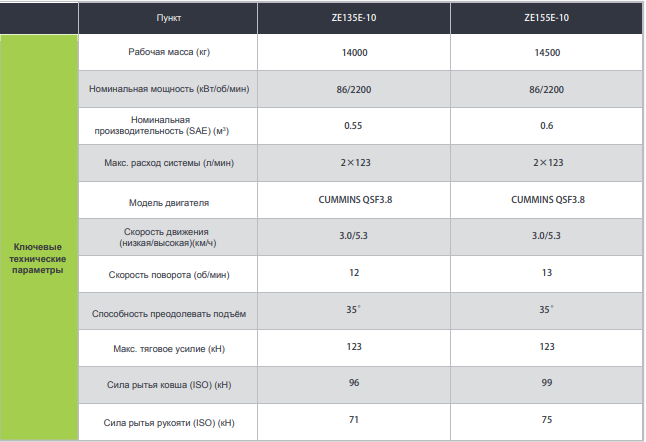 Пункт ZE135E-10 ZE155E-10
Рабочая масса (кг) 14000 14500
Номинальная мощность (кВт/об/мин) 86/2200 86/2200
Номинальная
производительность (SAE) (м³) 0.55 0.6
Макс. расход системы (л/мин) 2×123 2×123
Модель двигателя CUMMINS QSF3.8 CUMMINS QSF3.8
Скорость движения
(низкая/высокая)(км/ч) 3.0/5.3 3.0/5.3
Ключевые
технические
параметры
Скорость поворота (об/мин) 12 13
Способность преодолевать подъём 35° 35°
Макс. тяговое усилие (кН) 123 123
Сила рытья ковша (ISO) (кН) 96 99
Сила рытья рукояти (ISO) (кН) 71 75